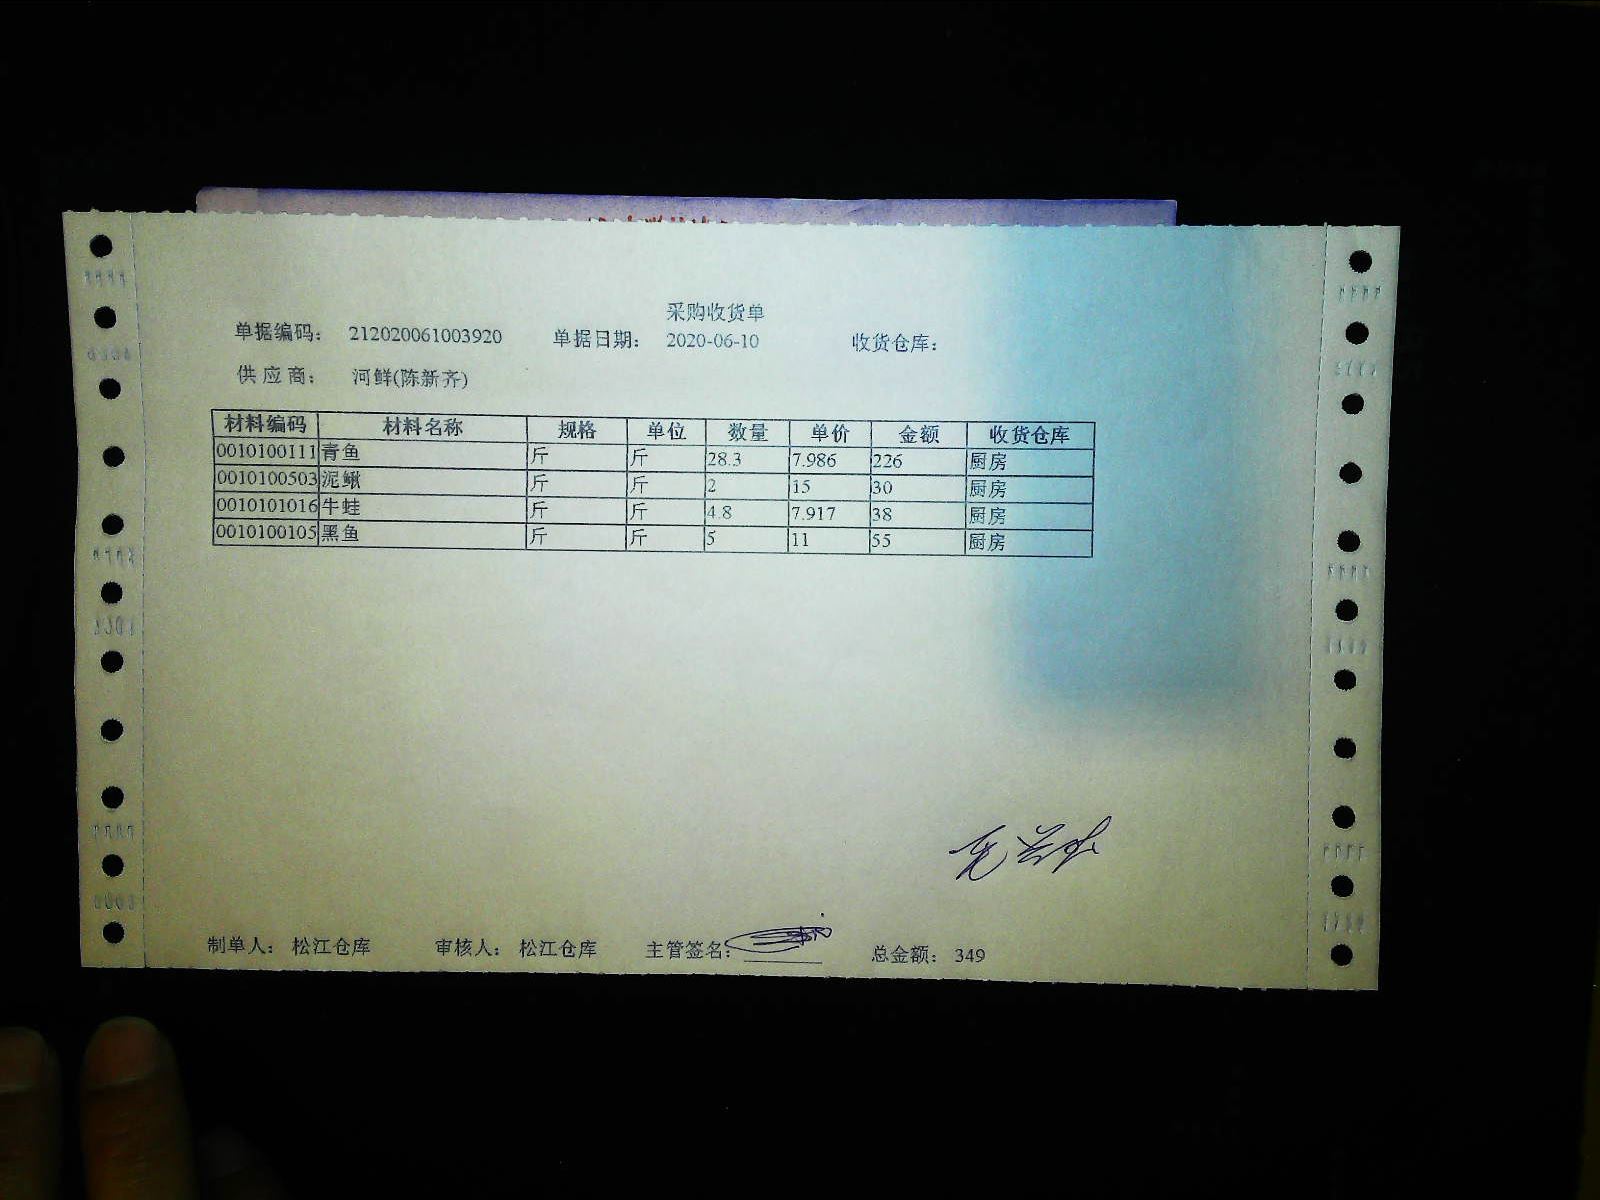 采购收货单
单据编码： 212020061003920 单据日期： 2020-06-10 收货仓库：
供应商： 河鲜(陈新齐)
材料编码 材料名称 规格 单位 数量 单价 金额 收货仓库
0010100111 青鱼 斤 斤 28.3 7.986 226 厨房
0010100503 泥鳅 斤 斤 2 15 30 厨房
0010101016 牛蛙 斤 斤 4.8 7.917 38 厨房
0010100105 黑鱼 斤 斤 5 11 55 厨房
制单人： 松江仓库 审核人： 松江仓库 主管签名： 总金额： 349